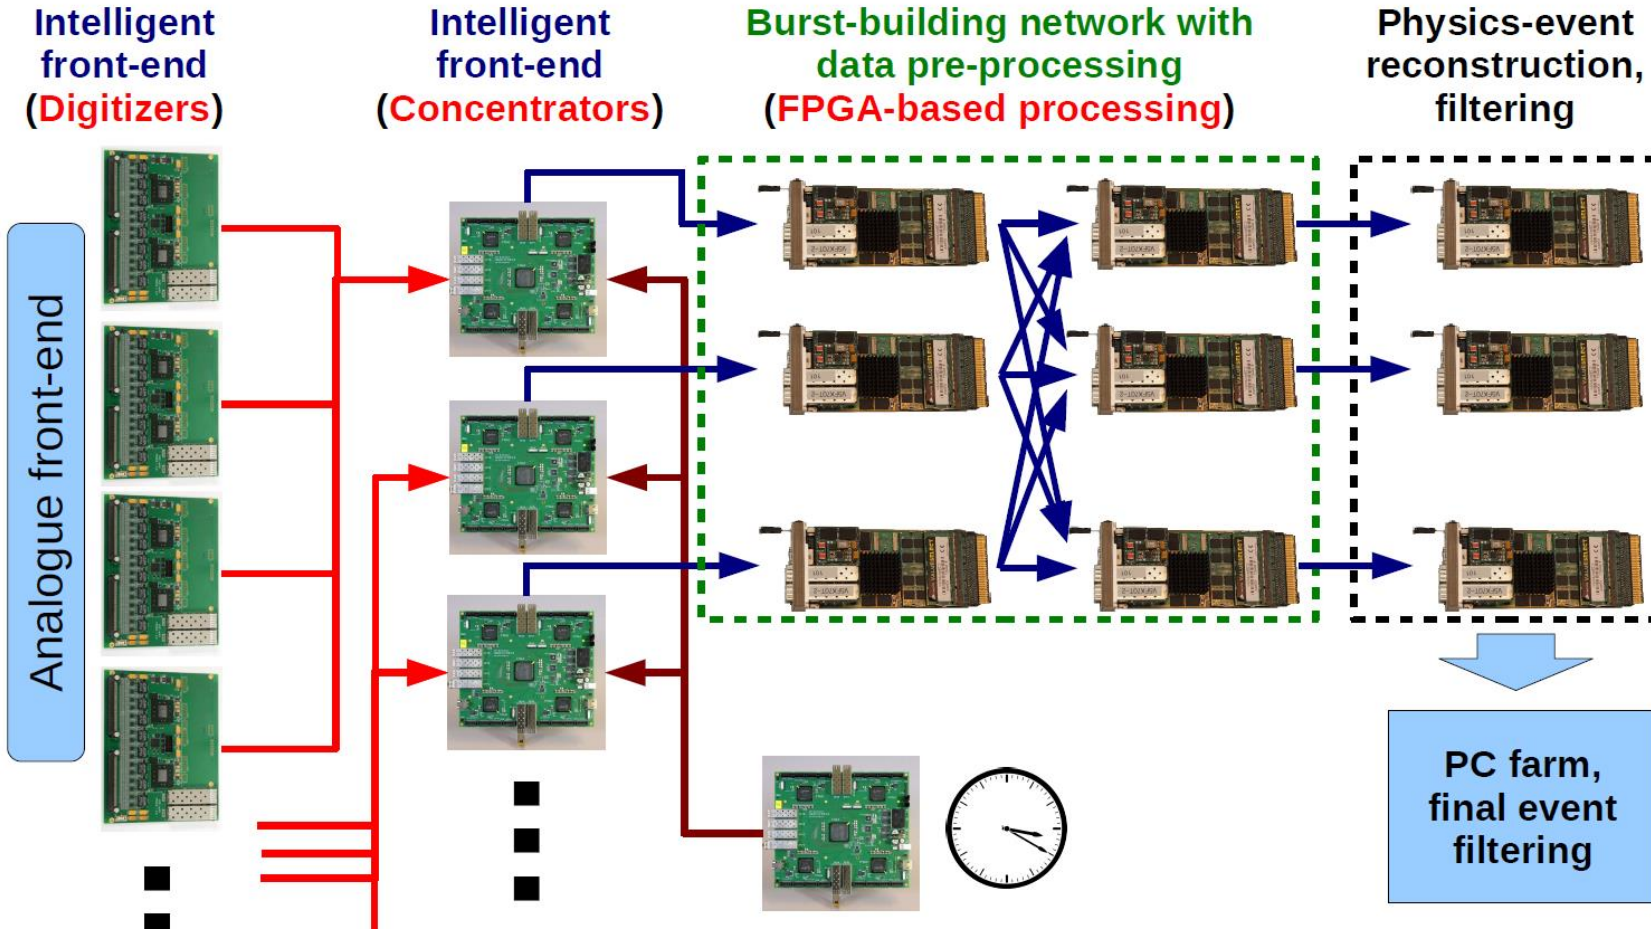 Intelligent
front-end
(Digitizers)
Intelligent
front-end
(Concentrators)
Burst-building network with
data pre-processing
(FPGA-based processing)
Physics-event
reconstruction,
filtering
Analogue front-end
PC farm,
final event
filtering